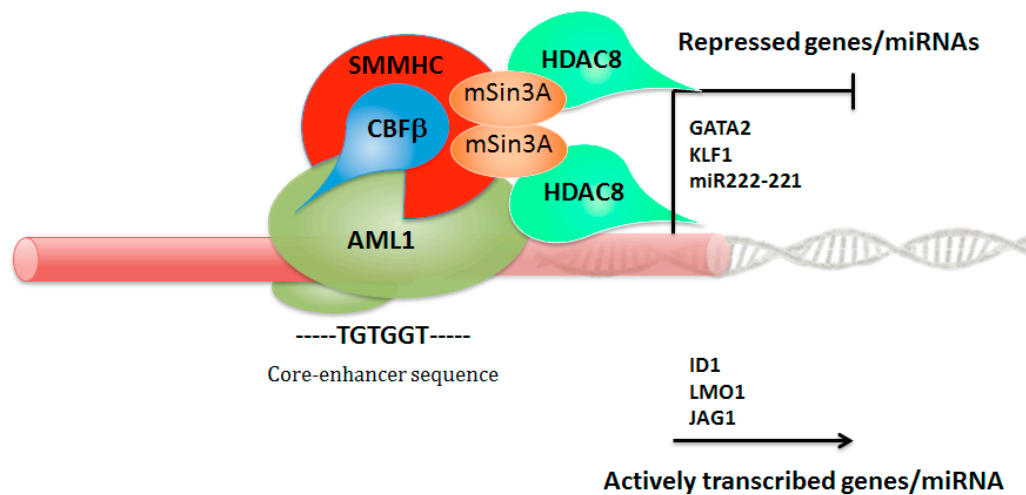 Repressed genes/miRNAs
HDAC8
SMMHC
mSin3A
CBFβ
mSin3A
HDAC8
GATA2
KLF1
miR222-221
AML1
-----TGTGGT-----
Core-enhancer sequence
ID1
LMO1
JAG1
Actively transcribed genes/miRNA